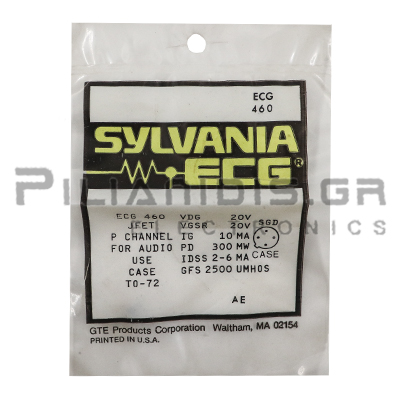 ECG
460
SYLVANIA
ECG®
PILIANIDIS.GR
ELECTRONICS
ECG 460 VDG 20V SGD
JFET VGSR 20V
P CHANNEL IG 10 MA
FOR AUDIO PD 300 MW CASE
USE IDSS 2-6 MA
CASE GFS 2500 UMHOS
TO-72
AE
GTE Products Corporation Waltham, MA 02154
PRINTED IN U.S.A.